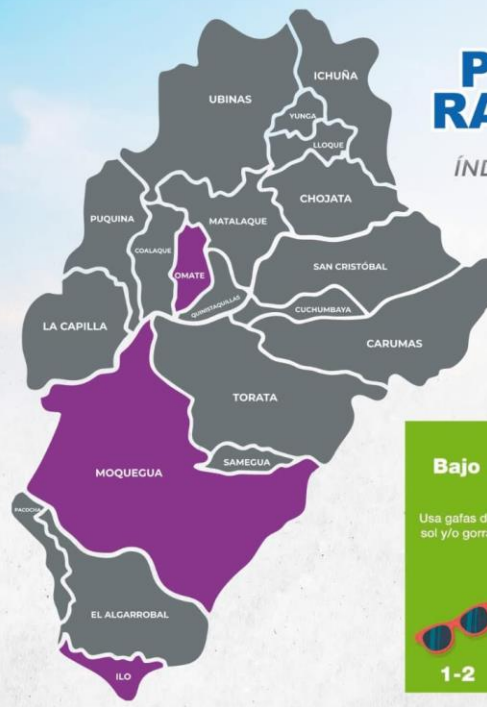 UBINAS
ICHUÑA
YUNGA
LLOQUE
CHOJATA
PUQUINA
COALAQUE
MATALAQUE
OMATE
QUINISTAQUILLAS
SAN CRISTÓBAL
CUCHUMBAYA
CARUMAS
LA CAPILLA
TORATA
SAMEGUA
MOQUEGUA
PACOCHA
EL ALGARROBAL
ILO
P
RA
ÍND
Bajo
Usa gafas d
sol y/o gorr
1-2